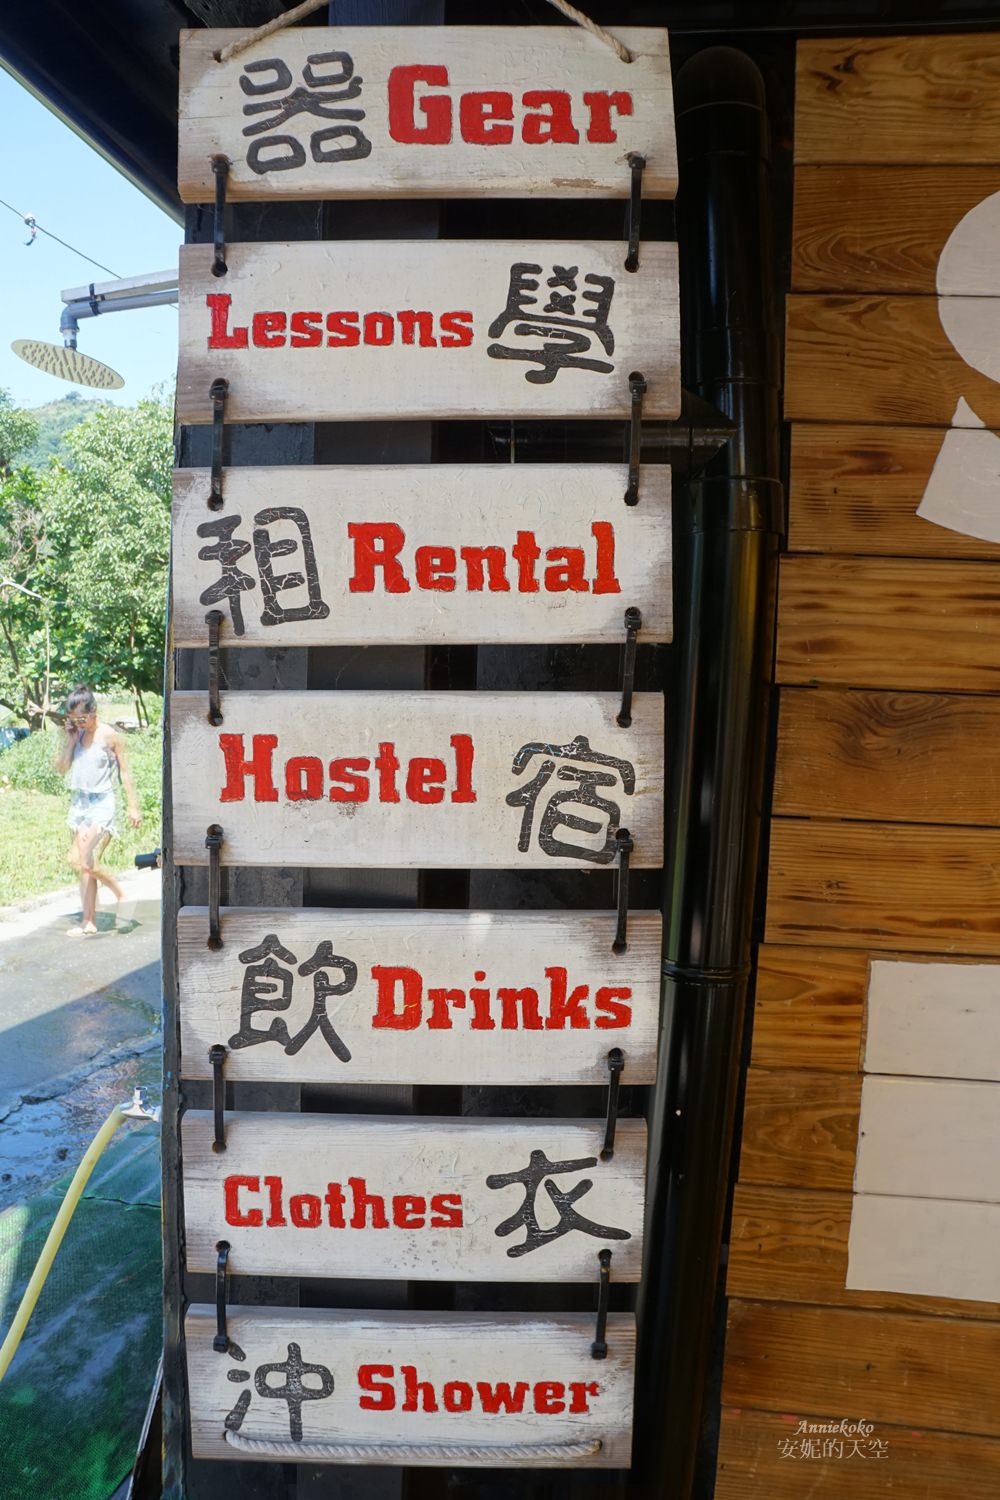 器 Gear
Lessons 學
租 Rental
Hostel 宿
飲 Drinks
Clothes 衣
沖 Shower
Anniekoko
安妮的天空